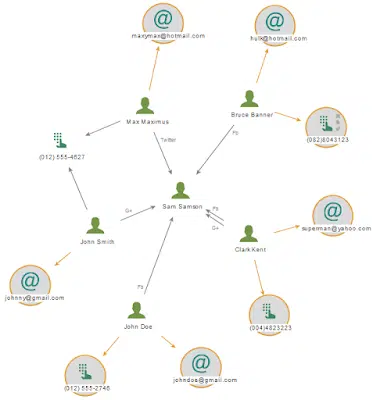 maxymax@hotmail.com
hulk@hotmail.com
Max Maximus
Bruce Banner
Twitter
Fb
(082)8043123
(012) 555-4627
Sam Samson
G+
Fb
G+
superman@yahoo.com
John Smith
Clark Kent
johnny@gmail.com
Fb
(004)4823223
John Doe
(012) 555-2748
johndoe@gmail.com